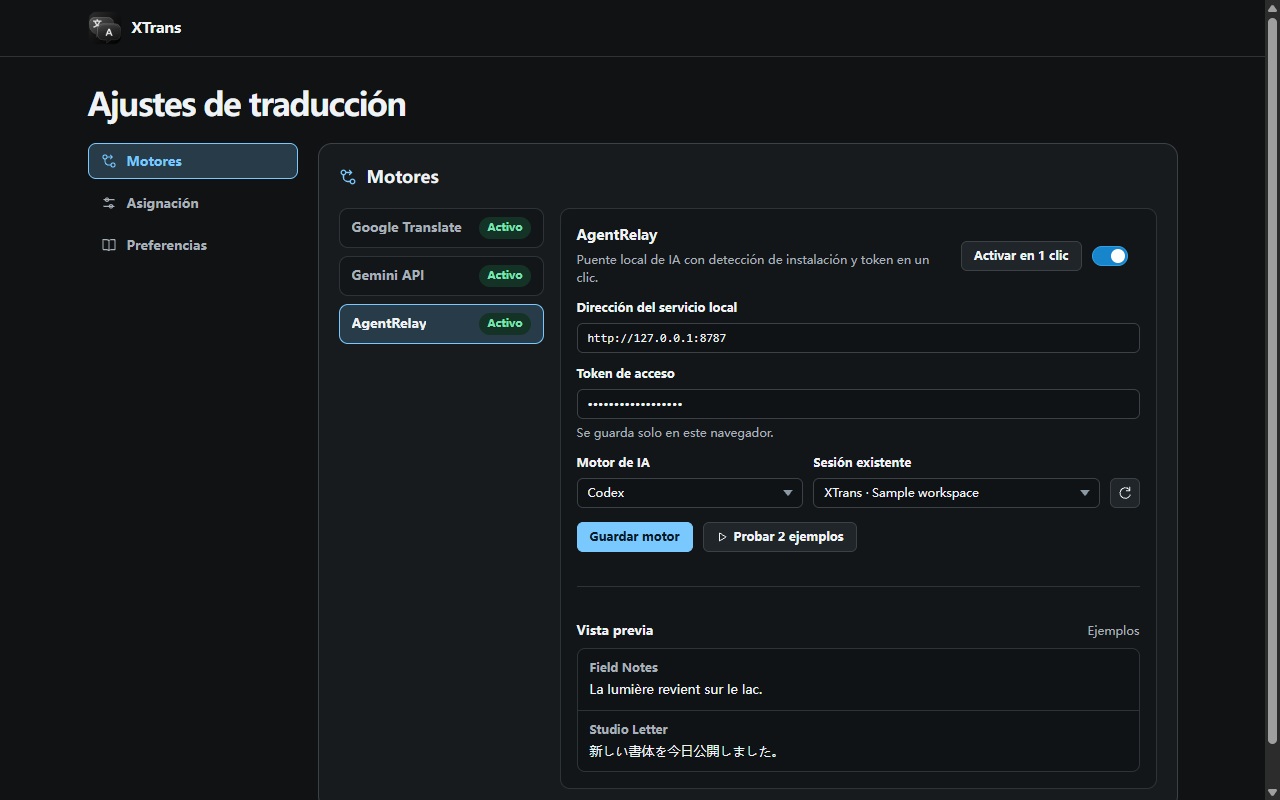 XTrans
Ajustes de traducción
Motores
Asignación
Preferencias
Motores
Google Translate Activo
Gemini API Activo
AgentRelay Activo
AgentRelay
Puente local de IA con detección de instalación y token en un
clic.
Activar en 1 clic
Dirección del servicio local
http://127.0.0.1:8787
Token de acceso
••••••••••••••••••
Se guarda solo en este navegador.
Motor de IA Sesión existente
Codex XTrans · Sample workspace
Guardar motor Probar 2 ejemplos
Vista previa Ejemplos
Field Notes
La lumière revient sur le lac.
Studio Letter
新しい書体を今日公開しました。